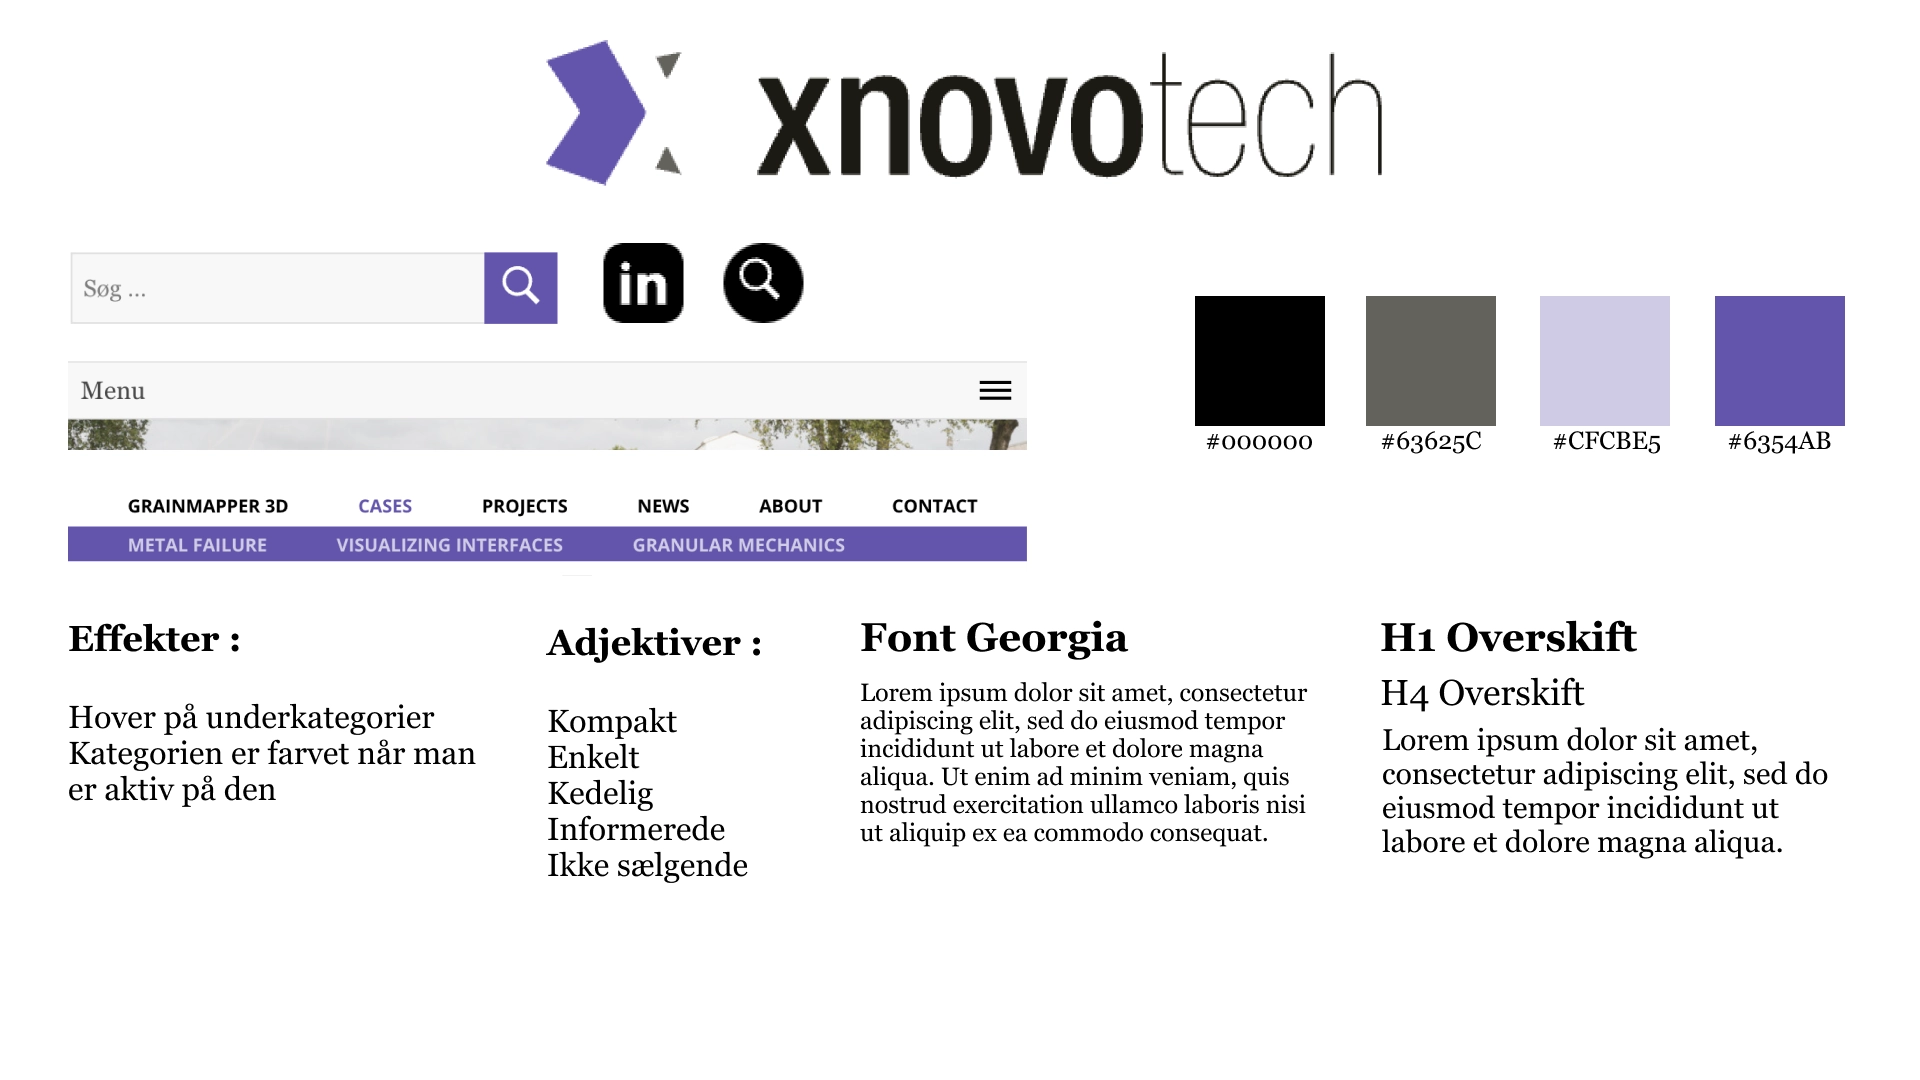 xnovotech
Søg ...
in
Menu
#000000
#63625C
#CFCBE5
#6354AB
GRAINMAPPER 3D CASES PROJECTS NEWS ABOUT CONTACT
METAL FAILURE VISUALIZING INTERFACES GRANULAR MECHANICS
Effekter :
Hover på underkategorier
Kategorien er farvet når man
er aktiv på den
Adjektiver :
Kompakt
Enkelt
Kedelig
Informerede
Ikke sælgende
Font Georgia
Lorem ipsum dolor sit amet, consectetur
adipiscing elit, sed do eiusmod tempor
incididunt ut labore et dolore magna
aliqua. Ut enim ad minim veniam, quis
nostrud exercitation ullamco laboris nisi
ut aliquip ex ea commodo consequat.
H1 Overskift
H4 Overskift
Lorem ipsum dolor sit amet,
consectetur adipiscing elit, sed do
eiusmod tempor incididunt ut
labore et dolore magna aliqua.